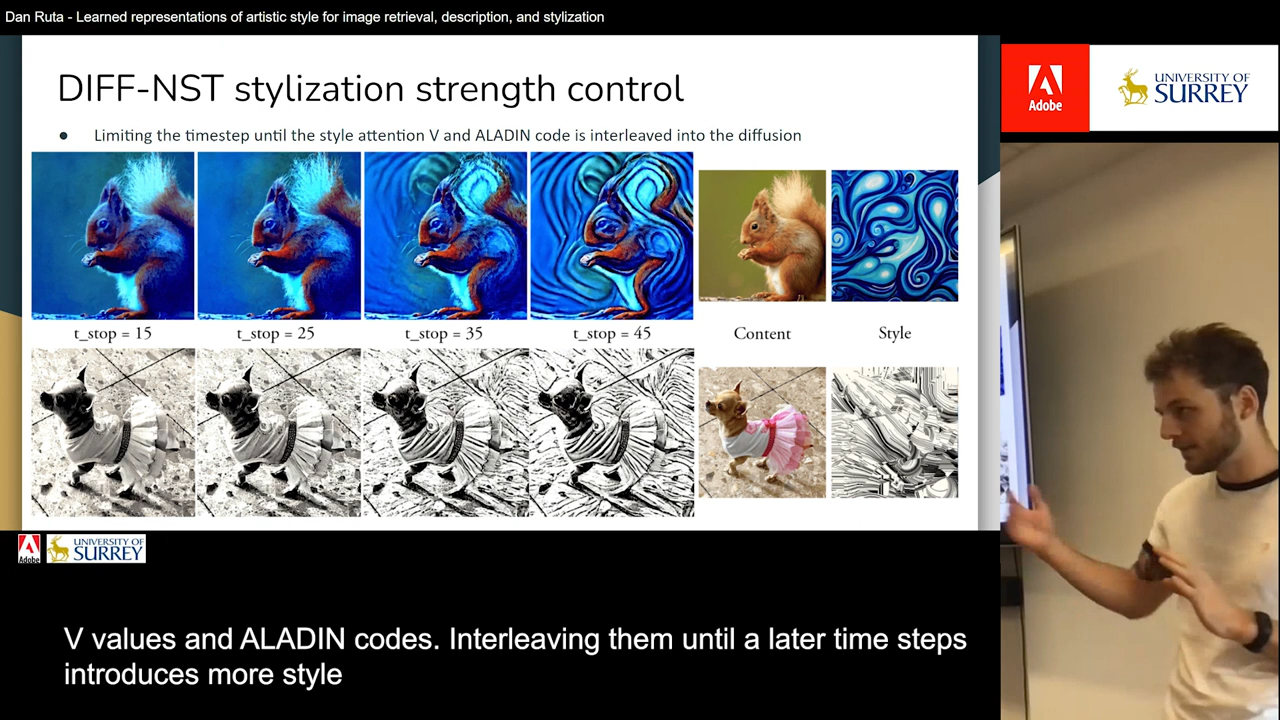 Dan Ruta - Learned representations of artistic style for image retrieval, description, and stylization
DIFF-NST stylization strength control
● Limiting the timestep until the style attention V and ALADIN code is interleaved into the diffusion
t_stop = 15
t_stop = 25
t_stop = 35
t_stop = 45
Content
Style
Adobe
UNIVERSITY OF
SURREY
Adobe
UNIVERSITY OF
SURREY
V values and ALADIN codes. Interleaving them until a later time steps
introduces more style